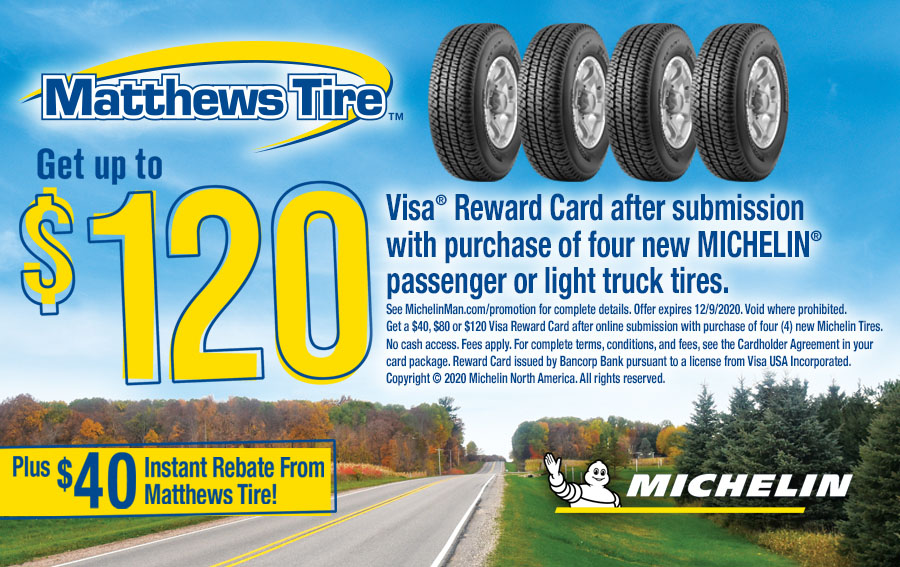 Matthews Tire™
Get up to
$120
Visa® Reward Card after submission
with purchase of four new MICHELIN®
passenger or light truck tires.
See MichelinMan.com/promotion for complete details. Offer expires 12/9/2020. Void where prohibited.
Get a $40, $80 or $120 Visa Reward Card after online submission with purchase of four (4) new Michelin Tires.
No cash access. Fees apply. For complete terms, conditions, and fees, see the Cardholder Agreement in your
card package. Reward Card issued by Bancorp Bank pursuant to a license from Visa USA Incorporated.
Copyright © 2020 Michelin North America. All rights reserved.
Plus $40 Instant Rebate From
Matthews Tire!
MICHELIN